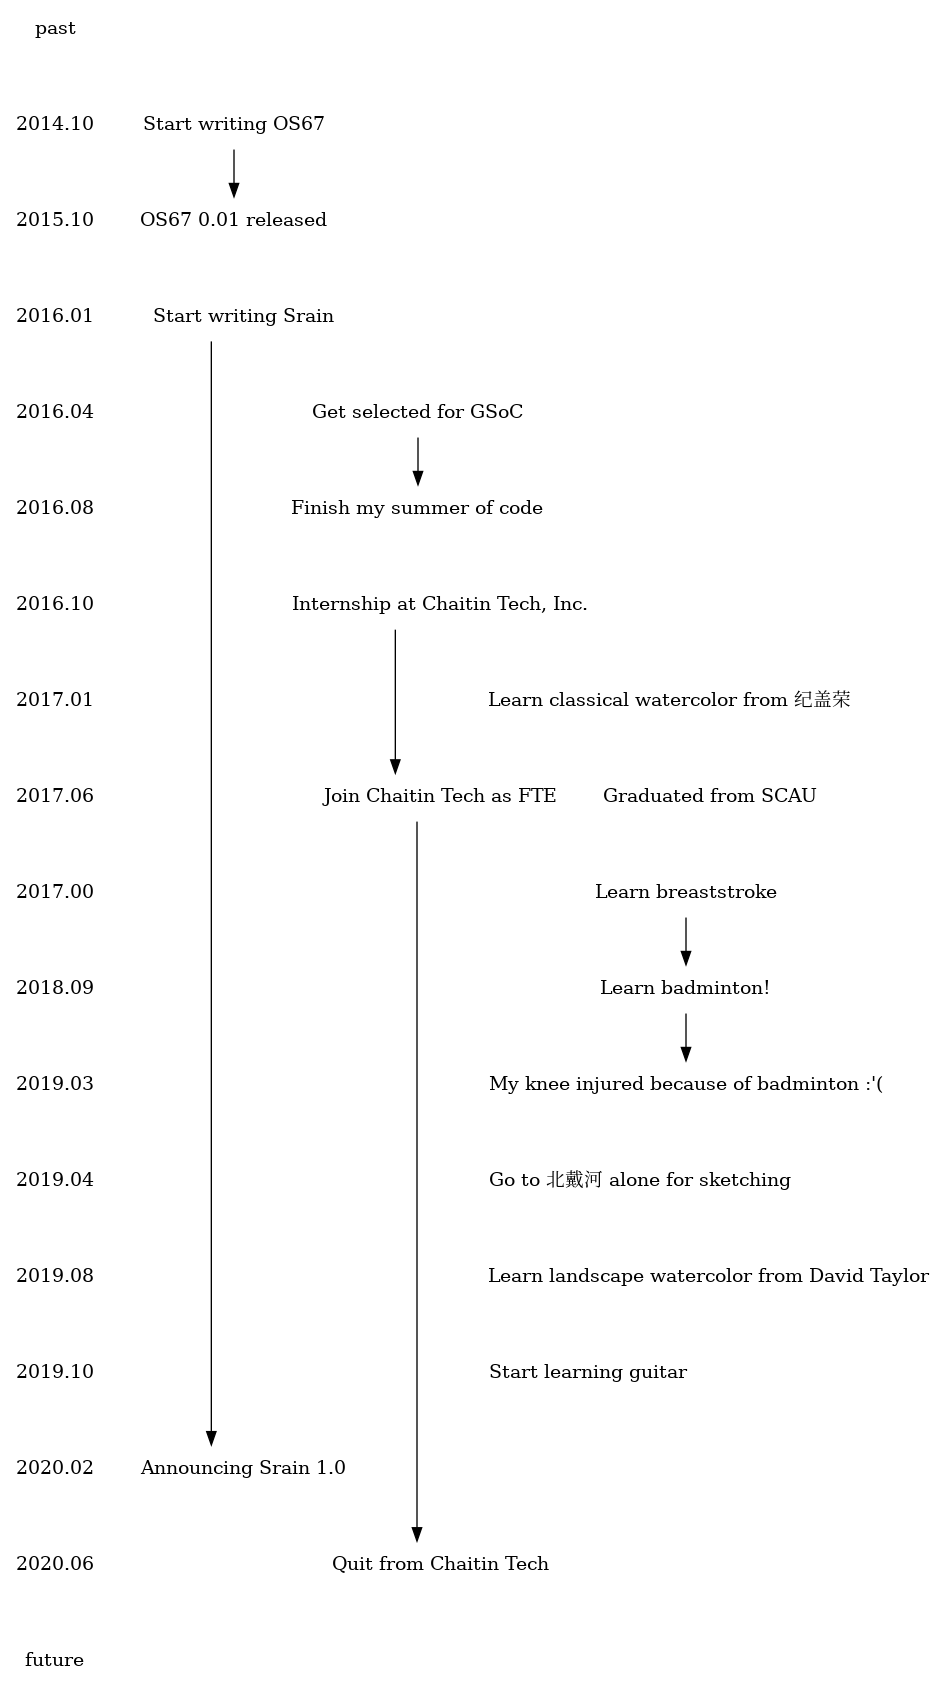 past
2014.10 Start writing OS67
2015.10 OS67 0.01 released
2016.01 Start writing Srain
2016.04 Get selected for GSoC
2016.08 Finish my summer of code
2016.10 Internship at Chaitin Tech, Inc.
2017.01 Learn classical watercolor from 纪盖荣
2017.06 Join Chaitin Tech as FTE Graduated from SCAU
2017.00 Learn breaststroke
2018.09 Learn badminton!
2019.03 My knee injured because of badminton :'(
2019.04 Go to 北戴河 alone for sketching
2019.08 Learn landscape watercolor from David Taylor
2019.10 Start learning guitar
2020.02 Announcing Srain 1.0
2020.06 Quit from Chaitin Tech
future